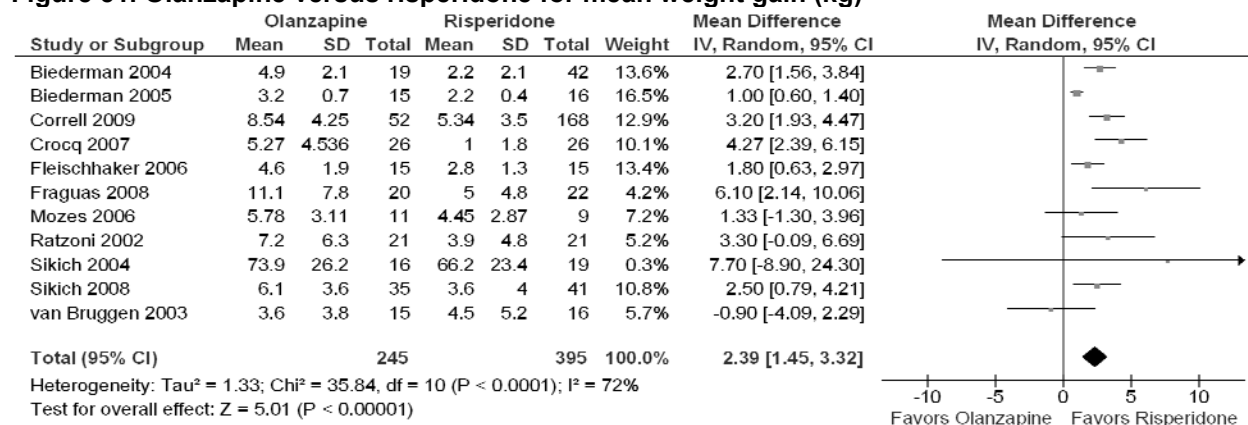 Olanzapine Risperidone Mean Difference Mean Difference
Study or Subgroup Mean SD Total Mean SD Total Weight IV, Random, 95% CI IV, Random, 95% CI
Biederman 2004 4.9 2.1 19 2.2 2.1 42 13.6% 2.70 [1.56, 3.84]
Biederman 2005 3.2 0.7 15 2.2 0.4 16 16.5% 1.00 [0.60, 1.40]
Correll 2009 8.54 4.25 52 5.34 3.5 168 12.9% 3.20 [1.93, 4.47]
Crocq 2007 5.27 4.536 26 1 1.8 26 10.1% 4.27 [2.39, 6.15]
Fleischhaker 2006 4.6 1.9 15 2.8 1.3 15 13.4% 1.80 [0.63, 2.97]
Fraguas 2008 11.1 7.8 20 5 4.8 22 4.2% 6.10 [2.14, 10.06]
Mozes 2006 5.78 3.11 11 4.45 2.87 9 7.2% 1.33 [-1.30, 3.96]
Ratzoni 2002 7.2 6.3 21 3.9 4.8 21 5.2% 3.30 [-0.09, 6.69]
Sikich 2004 73.9 26.2 16 66.2 23.4 19 0.3% 7.70 [-8.90, 24.30]
Sikich 2008 6.1 3.6 35 3.6 4 41 10.8% 2.50 [0.79, 4.21]
van Bruggen 2003 3.6 3.8 15 4.5 5.2 16 5.7% -0.90 [-4.09, 2.29]
Total (95% CI) 245 395 100.0% 2.39 [1.45, 3.32]
Heterogeneity: Tau² = 1.33; Chi² = 35.84, df = 10 (P < 0.0001); I² = 72%
Test for overall effect: Z = 5.01 (P < 0.00001)
-10 -5 0 5 10
Favors Olanzapine Favors Risperidone